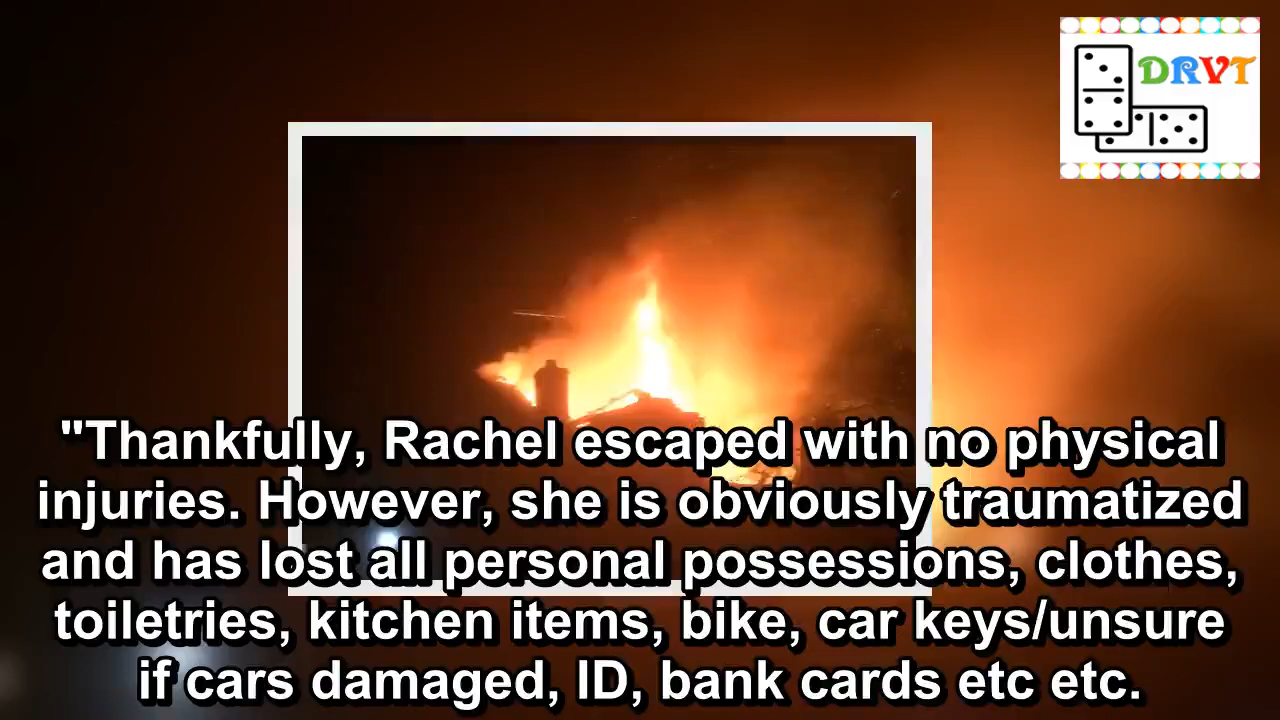 DRVT
"Thankfully, Rachel escaped with no physical
injuries. However, she is obviously traumatized
and has lost all personal possessions, clothes,
toiletries, kitchen items, bike, car keys/unsure
if cars damaged, ID, bank cards etc etc.